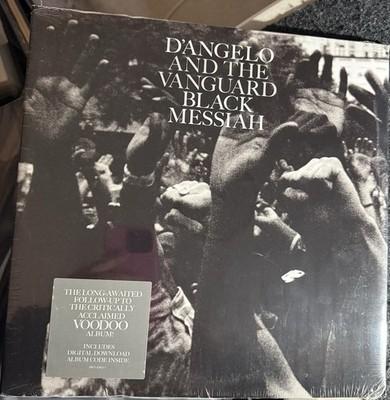 D'ANGELO
AND THE
VANGUARD
BLACK
MESSIAH
THE LONG-AWAITED
FOLLOW-UP TO
THE CRITICALLY
ACCLAIMED
VOODOO
ALBUM!
INCLUDES
DIGITAL DOWNLOAD
ALBUM CODE INSIDE